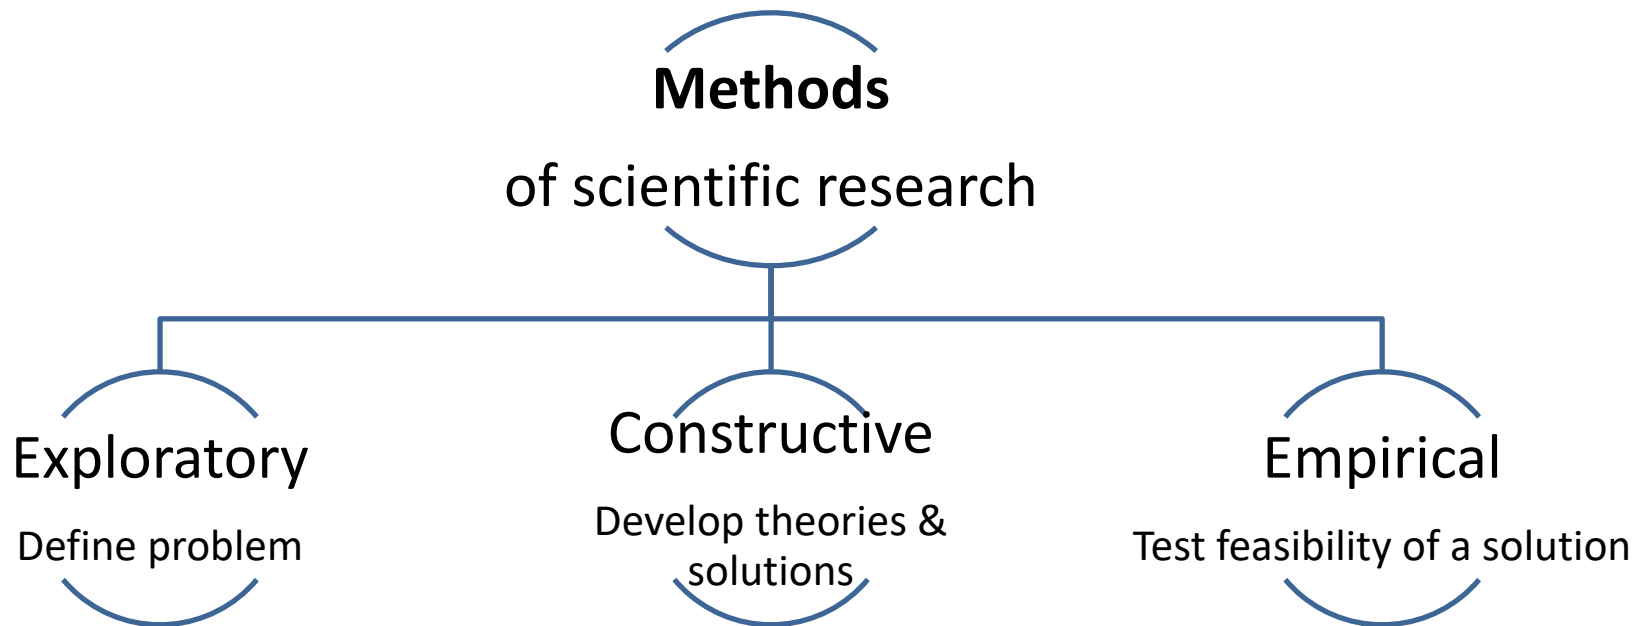 Methods
of scientific research
Exploratory
Define problem
Constructive
Develop theories &
solutions
Empirical
Test feasibility of a solution